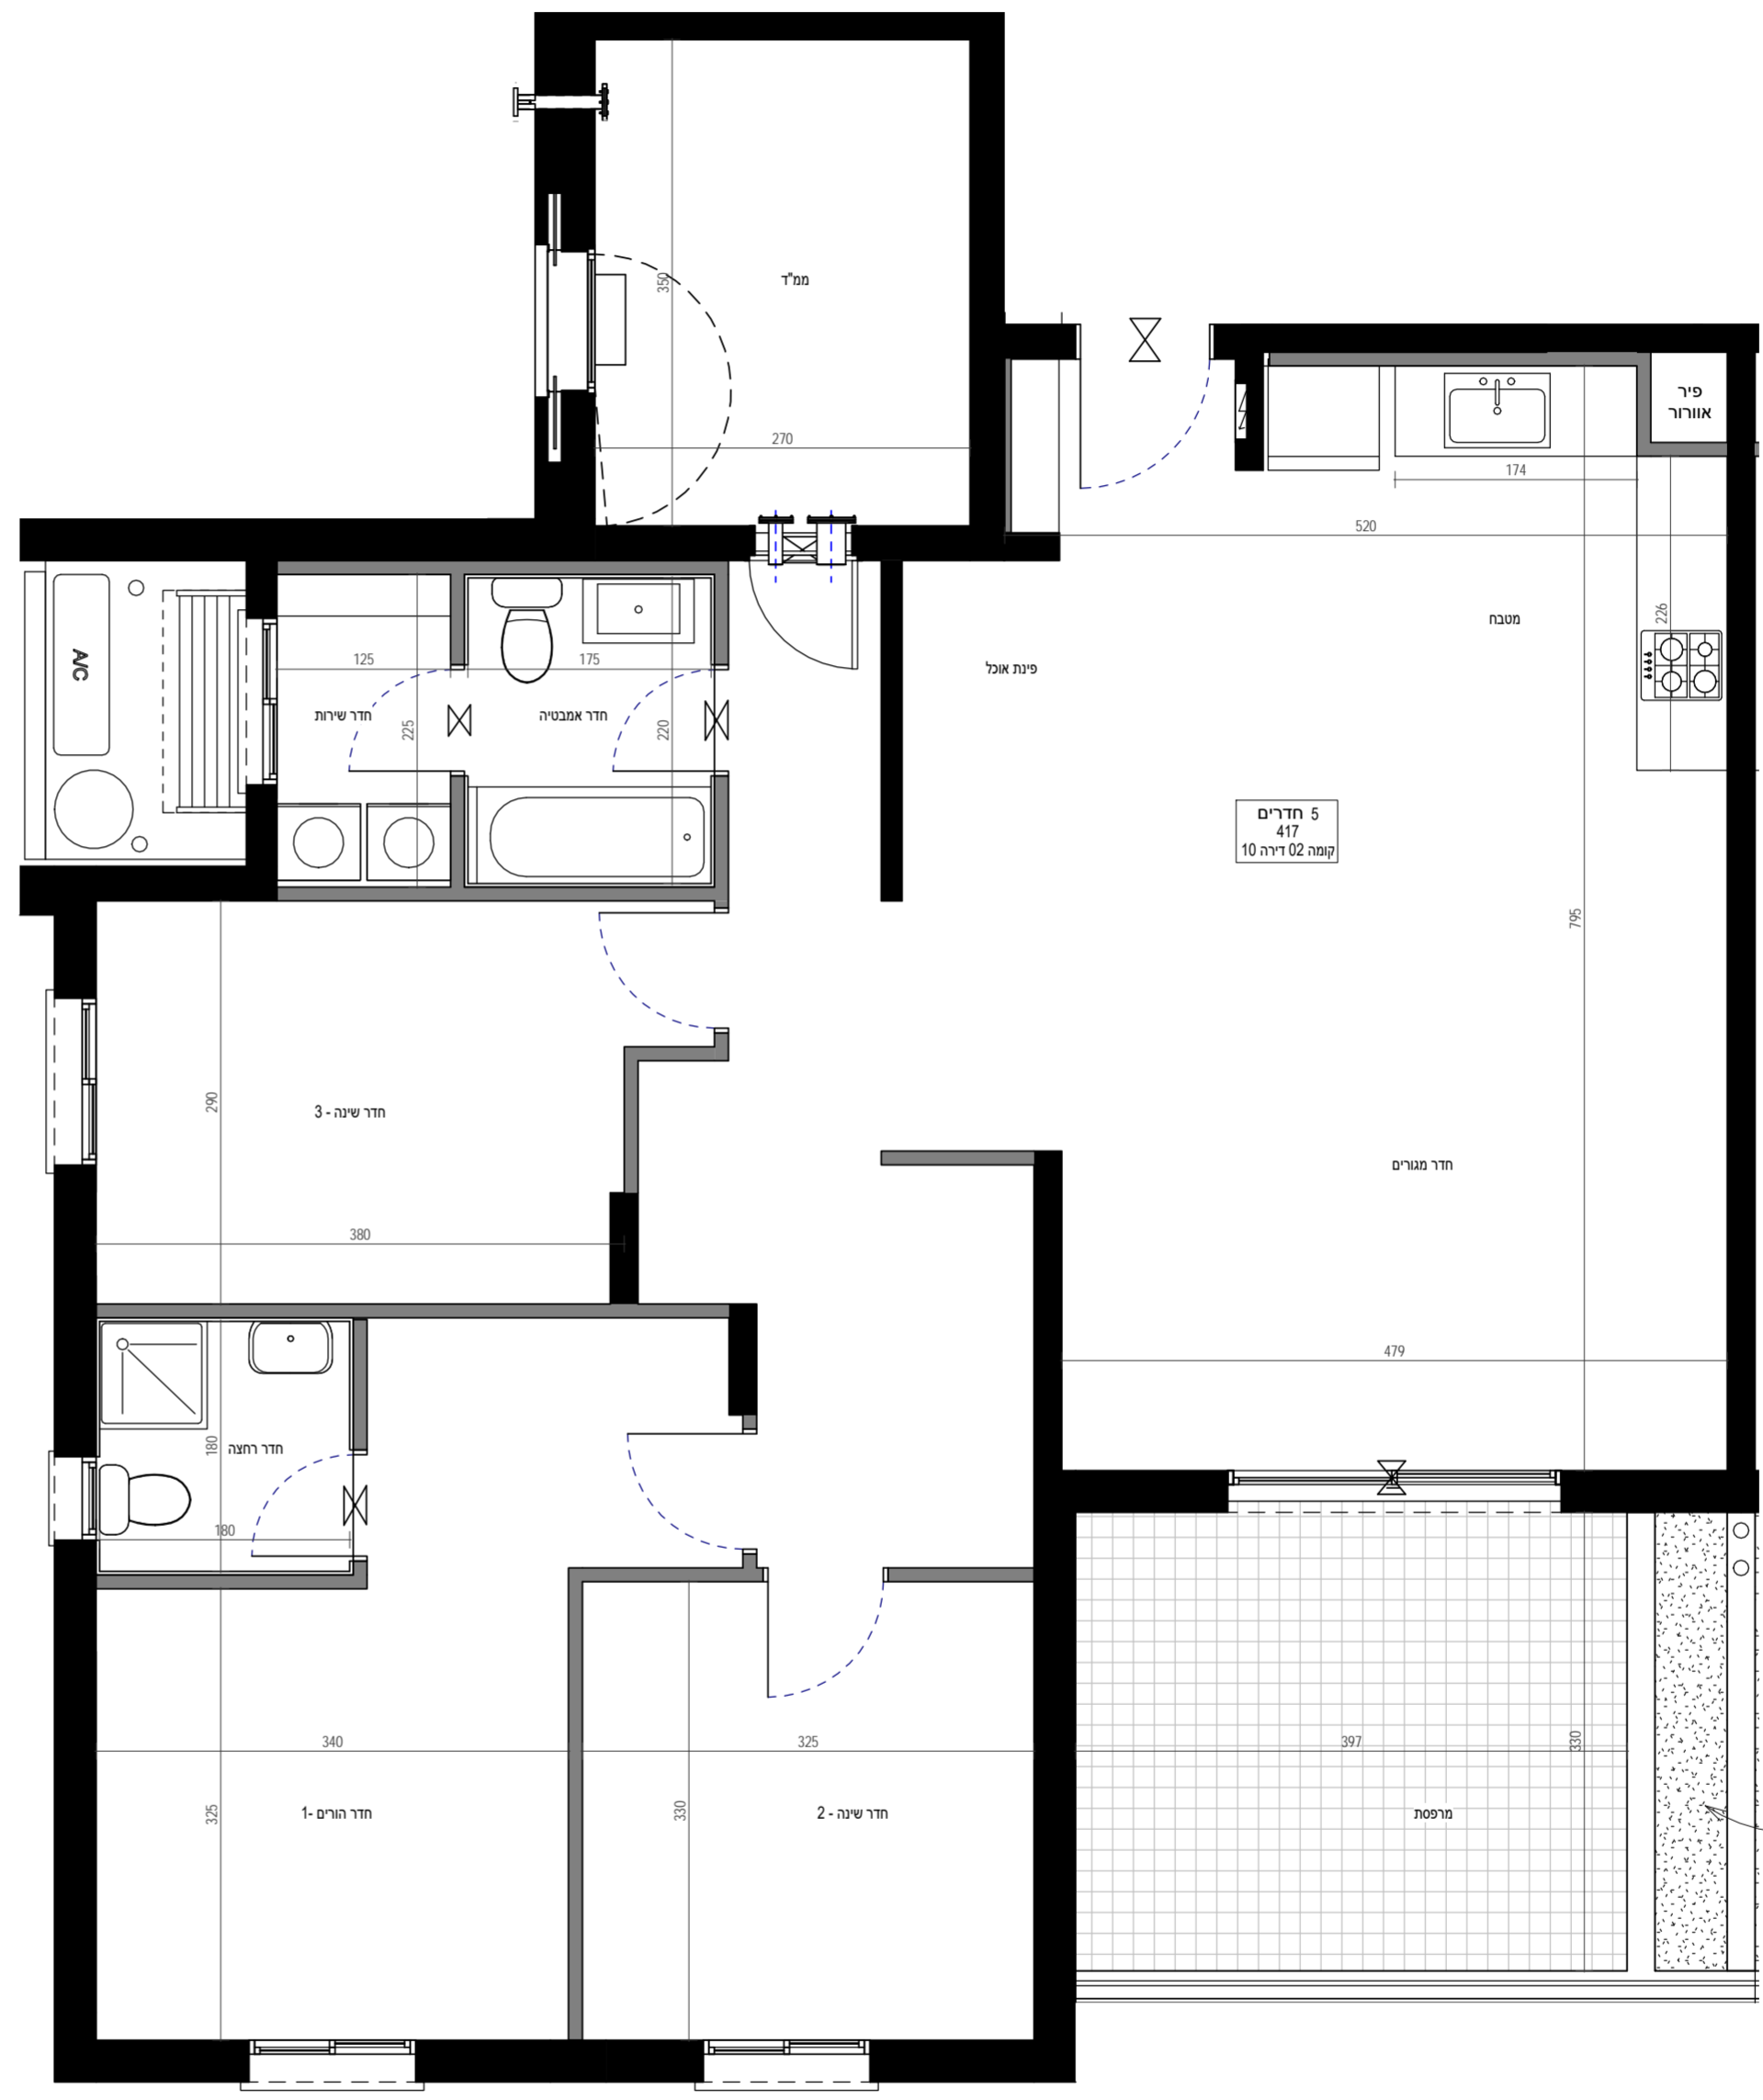 350
ממ"ד
270
פיר
אוורור
174
520
226
מטבח
פינת אוכל
A/C
125
175
חדר שירות
225
חדר אמבטיה
220
5 חדרים
417
קומה 02 דירה 10
795
290
חדר שינה - 3
חדר מגורים
380
479
180
חדר רחצה
180
340
325
397
330
325
חדר הורים -1
330
חדר שינה - 2
מרפסת